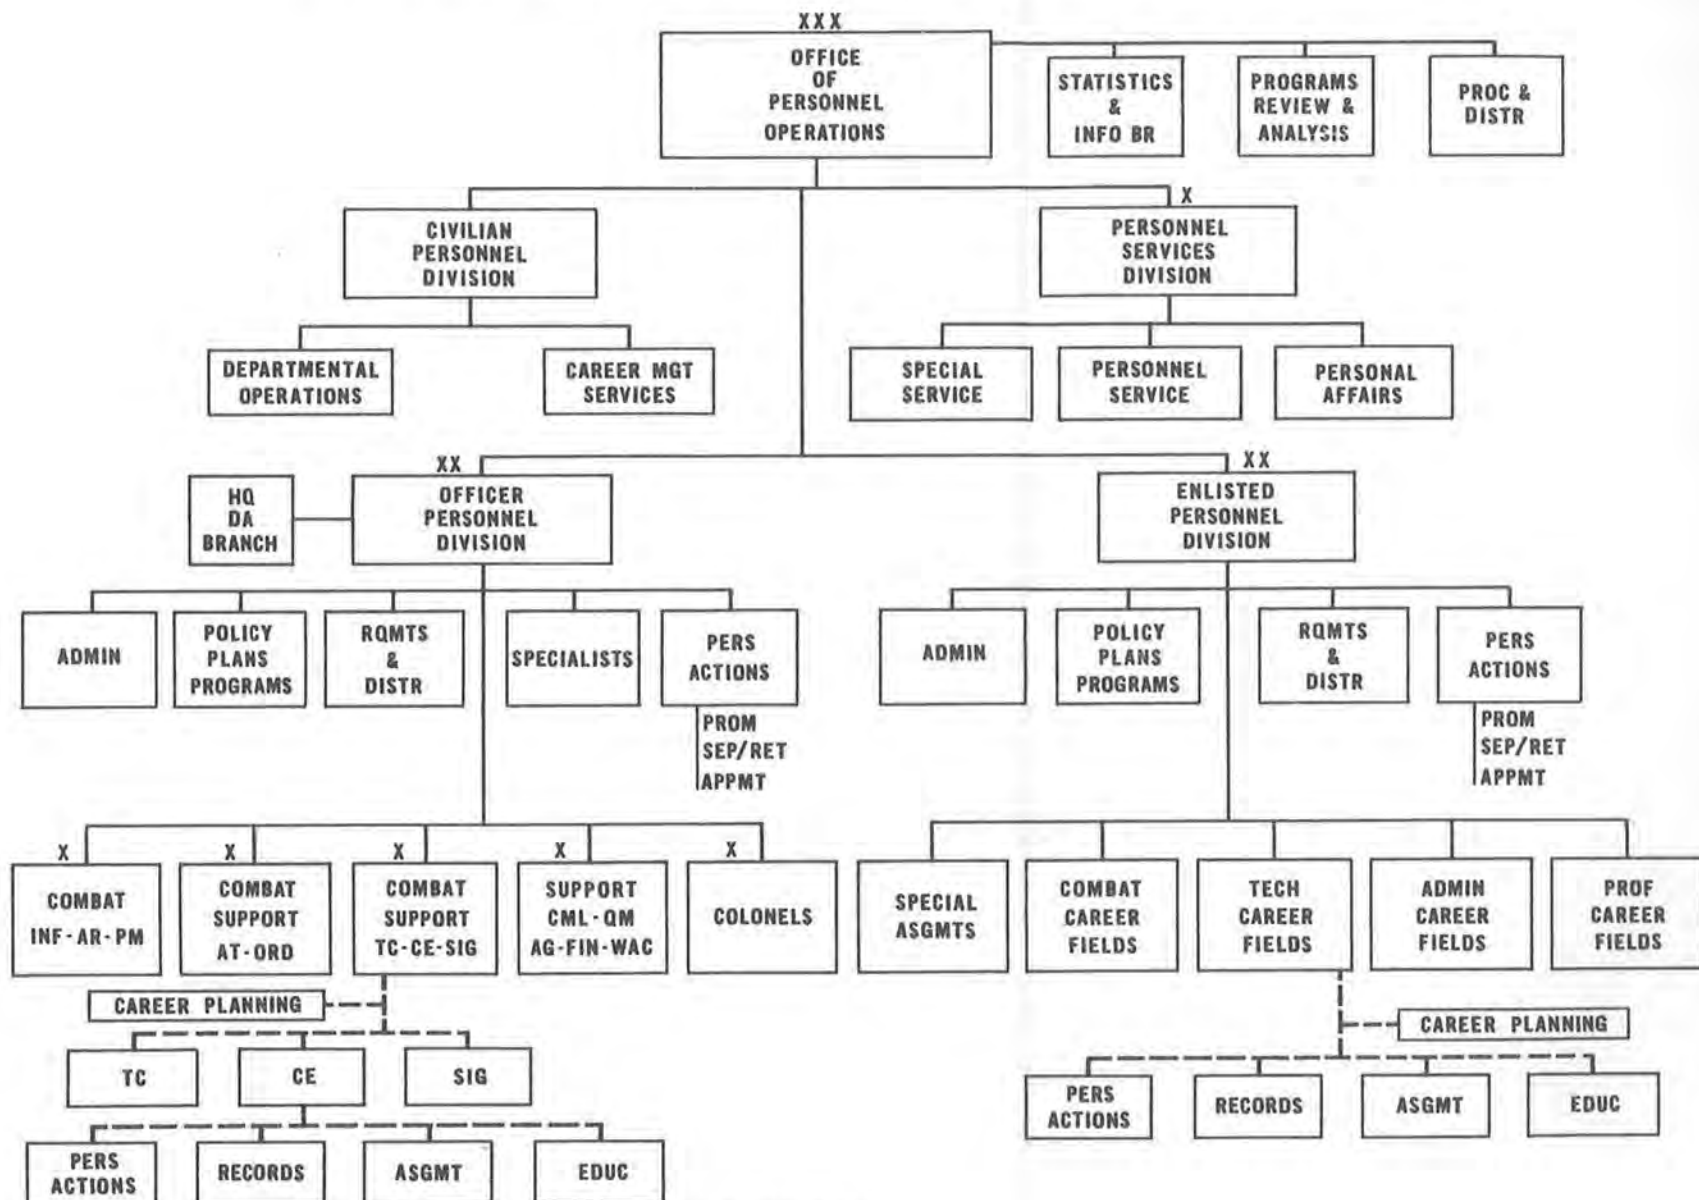 XXX
OFFICE
OF
PERSONNEL
OPERATIONS
STATISTICS
&
INFO BR
PROGRAMS
REVIEW &
ANALYSIS
PROC &
DISTR
CIVILIAN
PERSONNEL
DIVISION
X
PERSONNEL
SERVICES
DIVISION
DEPARTMENTAL
OPERATIONS
CAREER MGT
SERVICES
SPECIAL
SERVICE
PERSONNEL
SERVICE
PERSONAL
AFFAIRS
HQ
DA
BRANCH
XX
OFFICER
PERSONNEL
DIVISION
XX
ENLISTED
PERSONNEL
DIVISION
ADMIN
POLICY
PLANS
PROGRAMS
RQMTS
&
DISTR
SPECIALISTS
PERS
ACTIONS
PROM
SEP/RET
APPMT
ADMIN
POLICY
PLANS
PROGRAMS
RQMTS
&
DISTR
PERS
ACTIONS
PROM
SEP/RET
APPMT
X
COMBAT
INF-AR-PM
X
COMBAT
SUPPORT
AT-ORD
X
COMBAT
SUPPORT
TC-CE-SIG
X
SUPPORT
CML-QM
AG-FIN-WAC
X
COLONELS
SPECIAL
ASGMTS
COMBAT
CAREER
FIELDS
TECH
CAREER
FIELDS
ADMIN
CAREER
FIELDS
PROF
CAREER
FIELDS
CAREER PLANNING
TC
CE
SIG
PERS
ACTIONS
RECORDS
ASGMT
EDUC
CAREER PLANNING
PERS
ACTIONS
RECORDS
ASGMT
EDUC